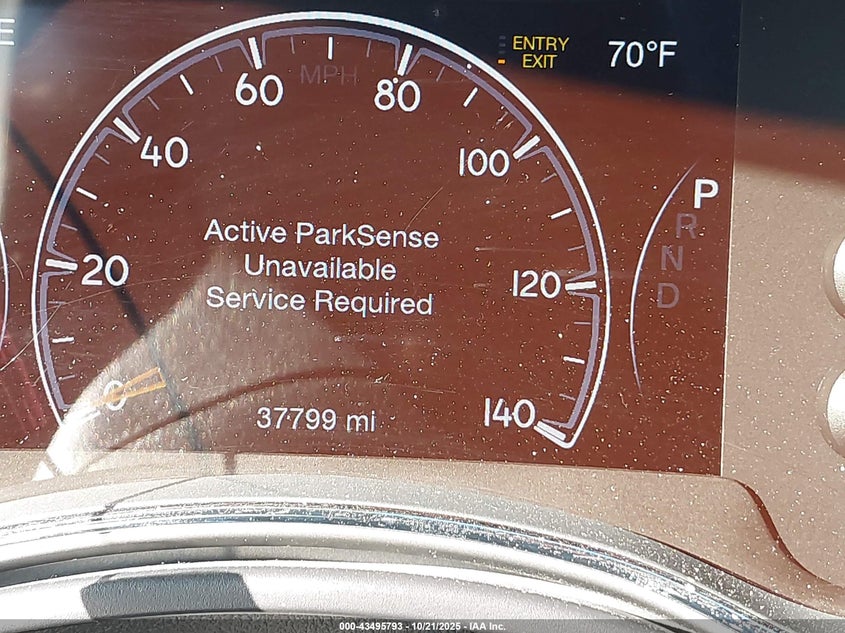 E
ENTRY
EXIT
70°F
MPH
60
80
40
100
P
R
N
D
Active ParkSense
Unavailable
Service Required
20
120
0
37799 mi
140
000-43495793 - 10/21/2025 - IAA Inc.